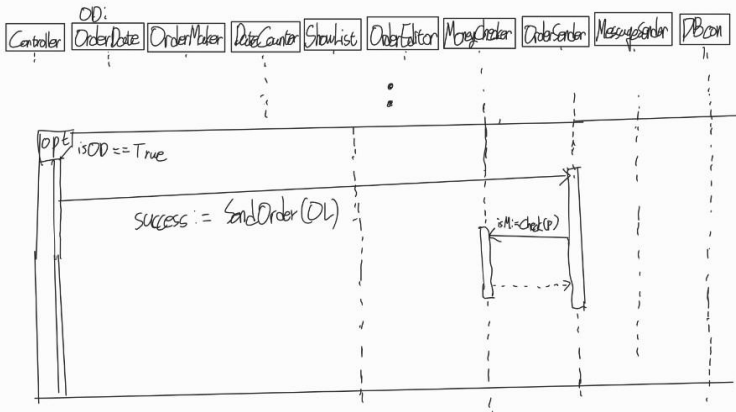 OD:
Controller OrderDate OrderMaker DateCounter ShowList OrderEditor MoneyChecker OrderSender MessageSender DBcon
opt
isOD == True
success := SendOrder(OL)
isM:=Check(P)